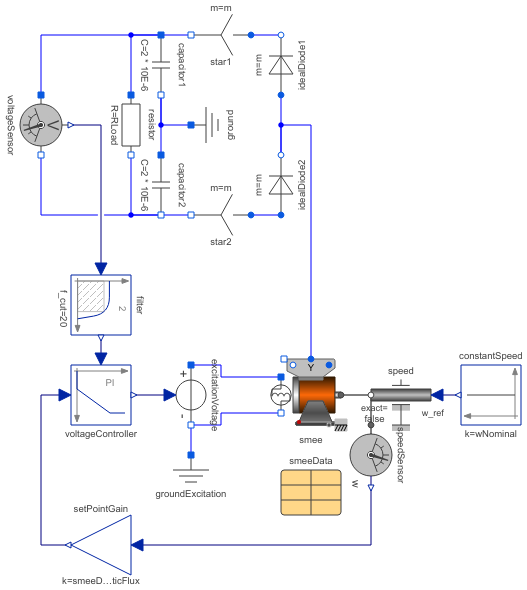 m=m
star1
C=2 * 10E-6
capacitor1
m=m
idealDiode1
voltageSensor
R=RLoad
resistor
ground
C=2 * 10E-6
capacitor2
m=m
star2
m=m
idealDiode2
f_cut=20
2
filter
PI
voltageController
+
-
excitationVoltage
groundExcitation
Y
smee
smeeData
speed
exact=
false
w_ref
constantSpeed
k=wNominal
speedSensor
w
setPointGain
k=smeeD...ticFlux